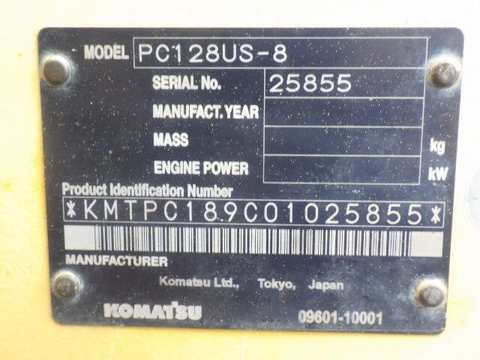 MODEL PC128US-8
SERIAL No. 25855
MANUFACT. YEAR
MASS kg
ENGINE POWER kW
Product Identification Number
*KMTPC189C01025855*
MANUFACTURER
Komatsu Ltd., Tokyo, Japan
KOMATSU 09601-10001